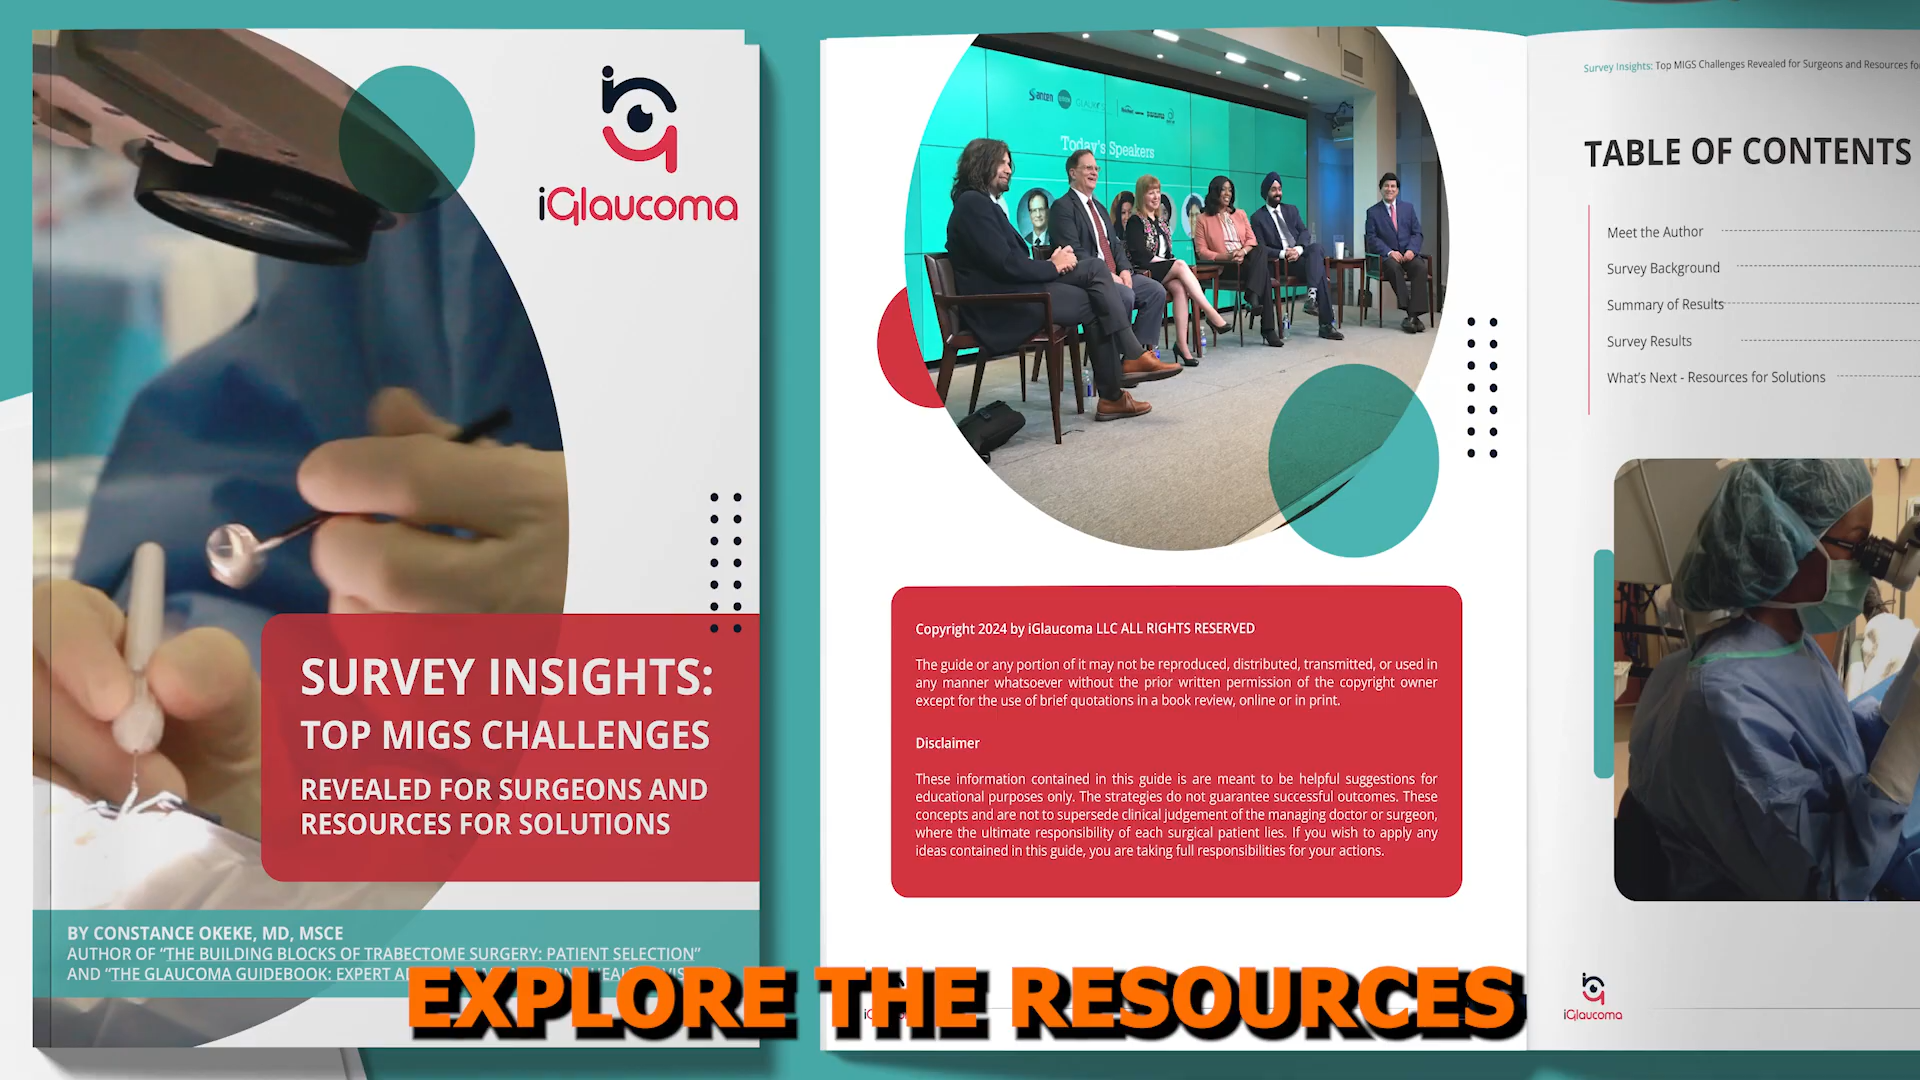 iGlaucoma
SURVEY INSIGHTS:
TOP MIGS CHALLENGES
REVEALED FOR SURGEONS AND
RESOURCES FOR SOLUTIONS
BY CONSTANCE OKEKE, MD, MSCE
AUTHOR OF “THE BUILDING BLOCKS OF TRABECTOME SURGERY: PATIENT SELECTION”
AND “THE GLAUCOMA GUIDEBOOK: EXPERT
Santen
Today's Speakers
Copyright 2024 by iGlaucoma LLC ALL RIGHTS RESERVED
The guide or any portion of it may not be reproduced, distributed, transmitted, or used in
any manner whatsoever without the prior written permission of the copyright owner
except for the use of brief quotations in a book review, online or in print.
Disclaimer
These information contained in this guide is are meant to be helpful suggestions for
educational purposes only. The strategies do not guarantee successful outcomes. These
concepts and are not to supersede clinical judgement of the managing doctor or surgeon,
where the ultimate responsibility of each surgical patient lies. If you wish to apply any
ideas contained in this guide, you are taking full responsibilities for your actions.
Survey Insights: Top MIGS Challenges Revealed for Surgeons and Resources
TABLE OF CONTENTS
Meet the Author
Survey Background
Summary of Results
Survey Results
What's Next - Resources for Solutions
iGlaucoma
EXPLORE THE RESOURCES